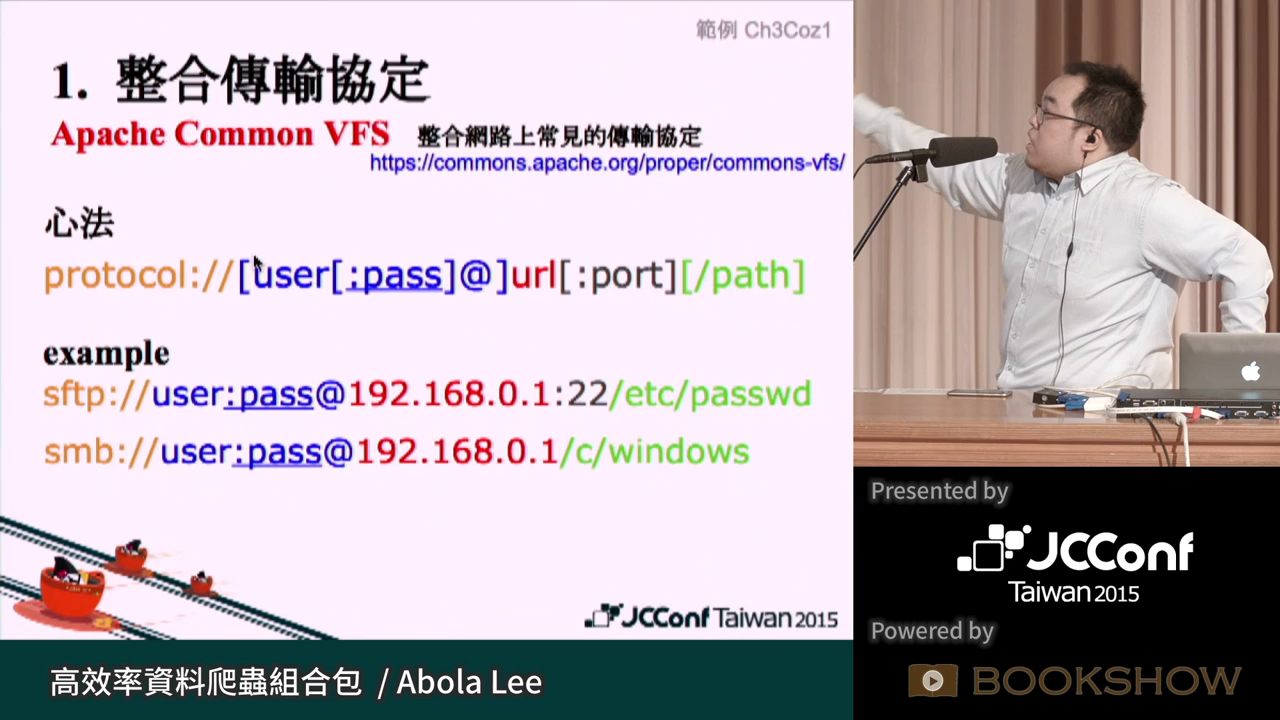 範例 Ch3Coz1
1. 整合傳輸協定
Apache Common VFS 整合網路上常見的傳輸協定
https://commons.apache.org/proper/commons-vfs/
心法
protocol://[user[:pass]@]url[:port][/path]
example
sftp://user:pass@192.168.0.1:22/etc/passwd
smb://user:pass@192.168.0.1/c/windows
JCConf Taiwan 2015
高效率資料爬蟲組合包 / Abola Lee
Presented by
JCConf
Taiwan 2015
Powered by
BOOKSHOW